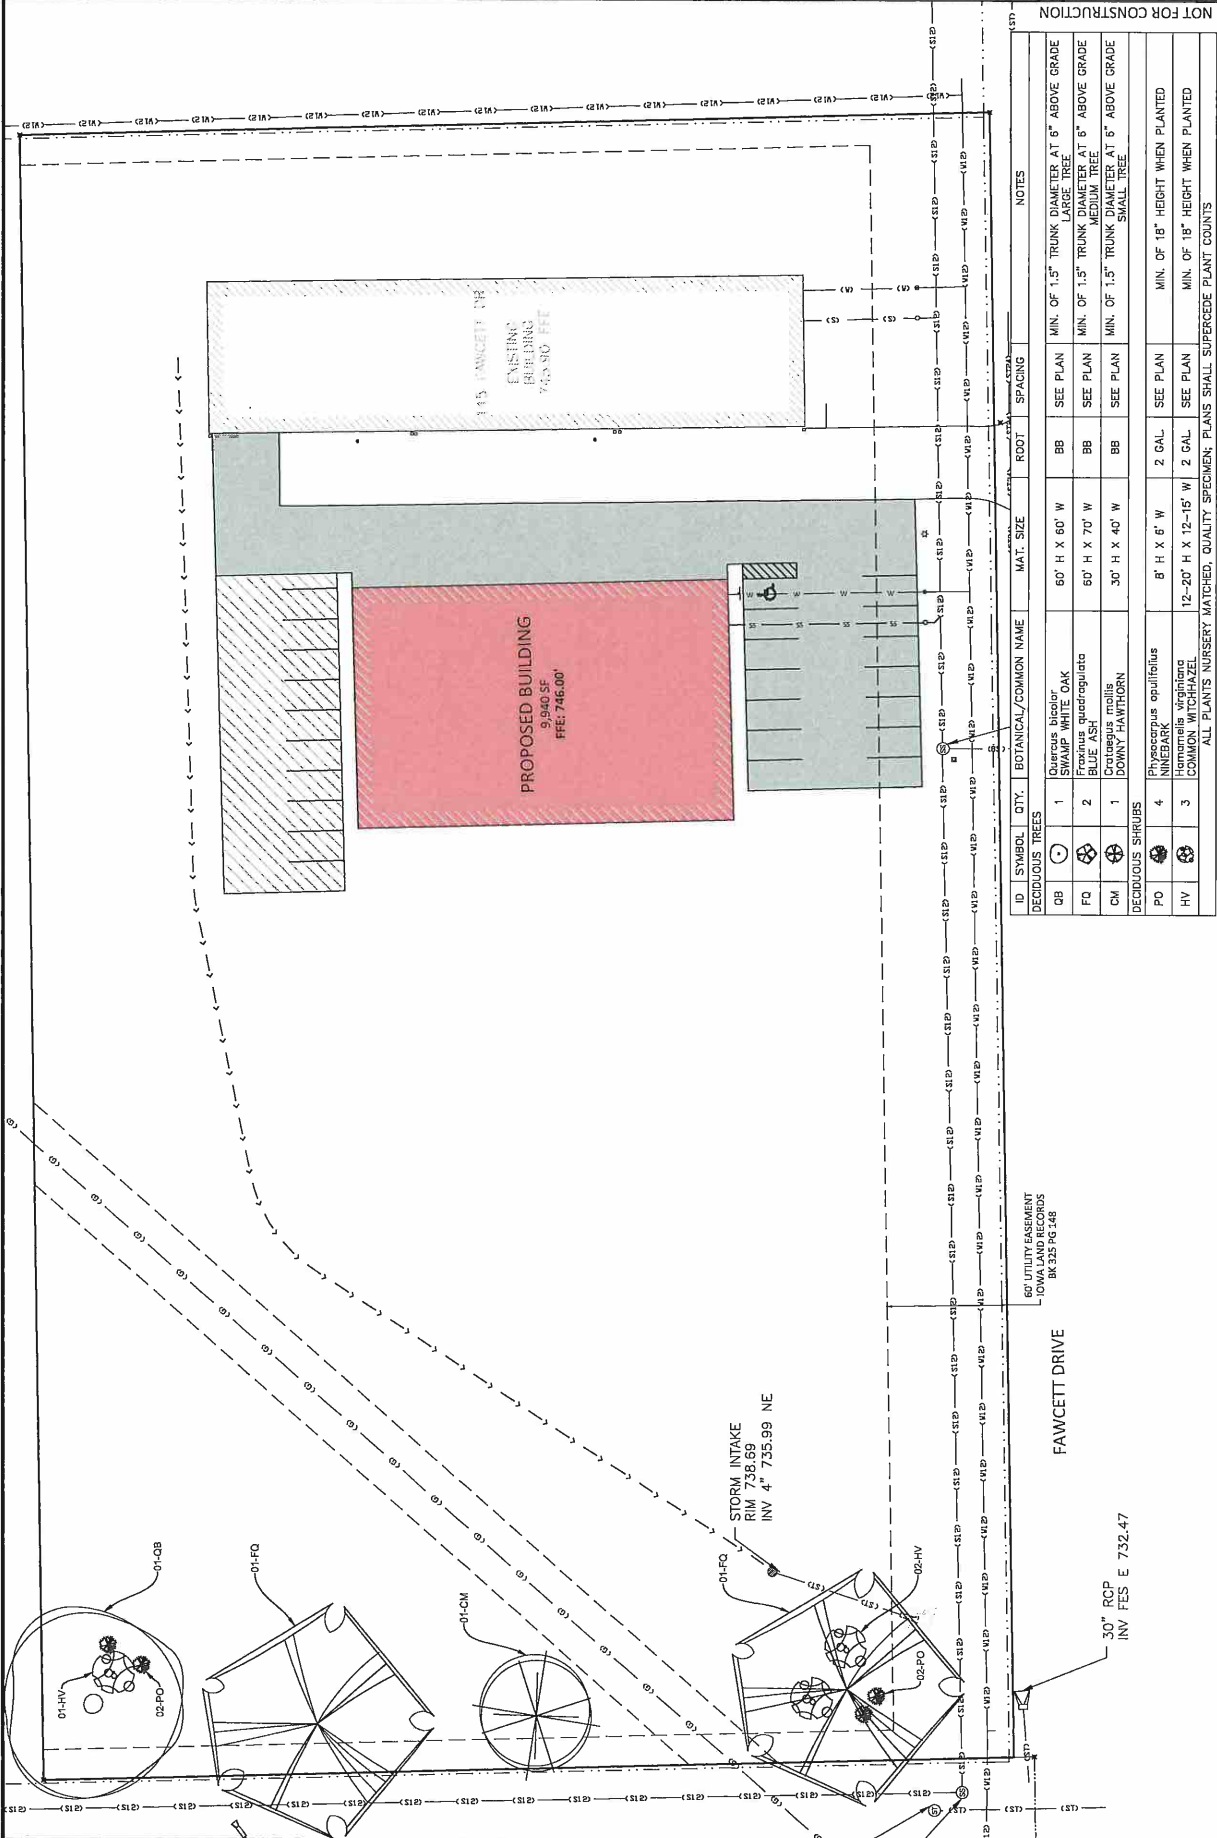 NOT FOR CONSTRUCTION
ID SYMBOL QTY. BOTANICAL/COMMON NAME MAT. SIZE ROOT SPACING NOTES
DECIDUOUS TREES
QB 1 Quercus bicolor
SWAMP WHITE OAK 60' H X 60' W BB SEE PLAN MIN. OF 1.5" TRUNK DIAMETER AT 6" ABOVE GRADE
LARGE TREE
FQ 2 Fraxinus quadragulata
BLUE ASH 60' H X 70' W BB SEE PLAN MIN. OF 1.5" TRUNK DIAMETER AT 6" ABOVE GRADE
MEDIUM TREE
CM 1 Crataegus mollis
DOWNY HAWTHORN 30' H X 40' W BB SEE PLAN MIN. OF 1.5" TRUNK DIAMETER AT 6" ABOVE GRADE
SMALL TREE
DECIDUOUS SHRUBS
PO 4 Physocarpus opulifolius
NINEBARK 8' H X 6' W 2 GAL. SEE PLAN MIN. OF 18" HEIGHT WHEN PLANTED
HV 3 Hamamelis virginiana
COMMON WITCHHAZEL 12-20' H X 12-15' W 2 GAL. SEE PLAN MIN. OF 18" HEIGHT WHEN PLANTED
ALL PLANTS NURSERY MATCHED, QUALITY SPECIMEN; PLANS SHALL SUPERCEDE PLANT COUNTS
115 FAWCETT DR
EXISTING
BUILDING
745.90 FFE
PROPOSED BUILDING
9,940 SF
FFE: 746.00'
60' UTILITY EASEMENT
IOWA LAND RECORDS
BK 325 PG 148
FAWCETT DRIVE
STORM INTAKE
RIM 738.69
INV 4" 735.99 NE
30" RCP
INV FES E 732.47
01-QB
01-HV
02-PO
01-FQ
01-CM
01-FQ
02-HV
02-PO